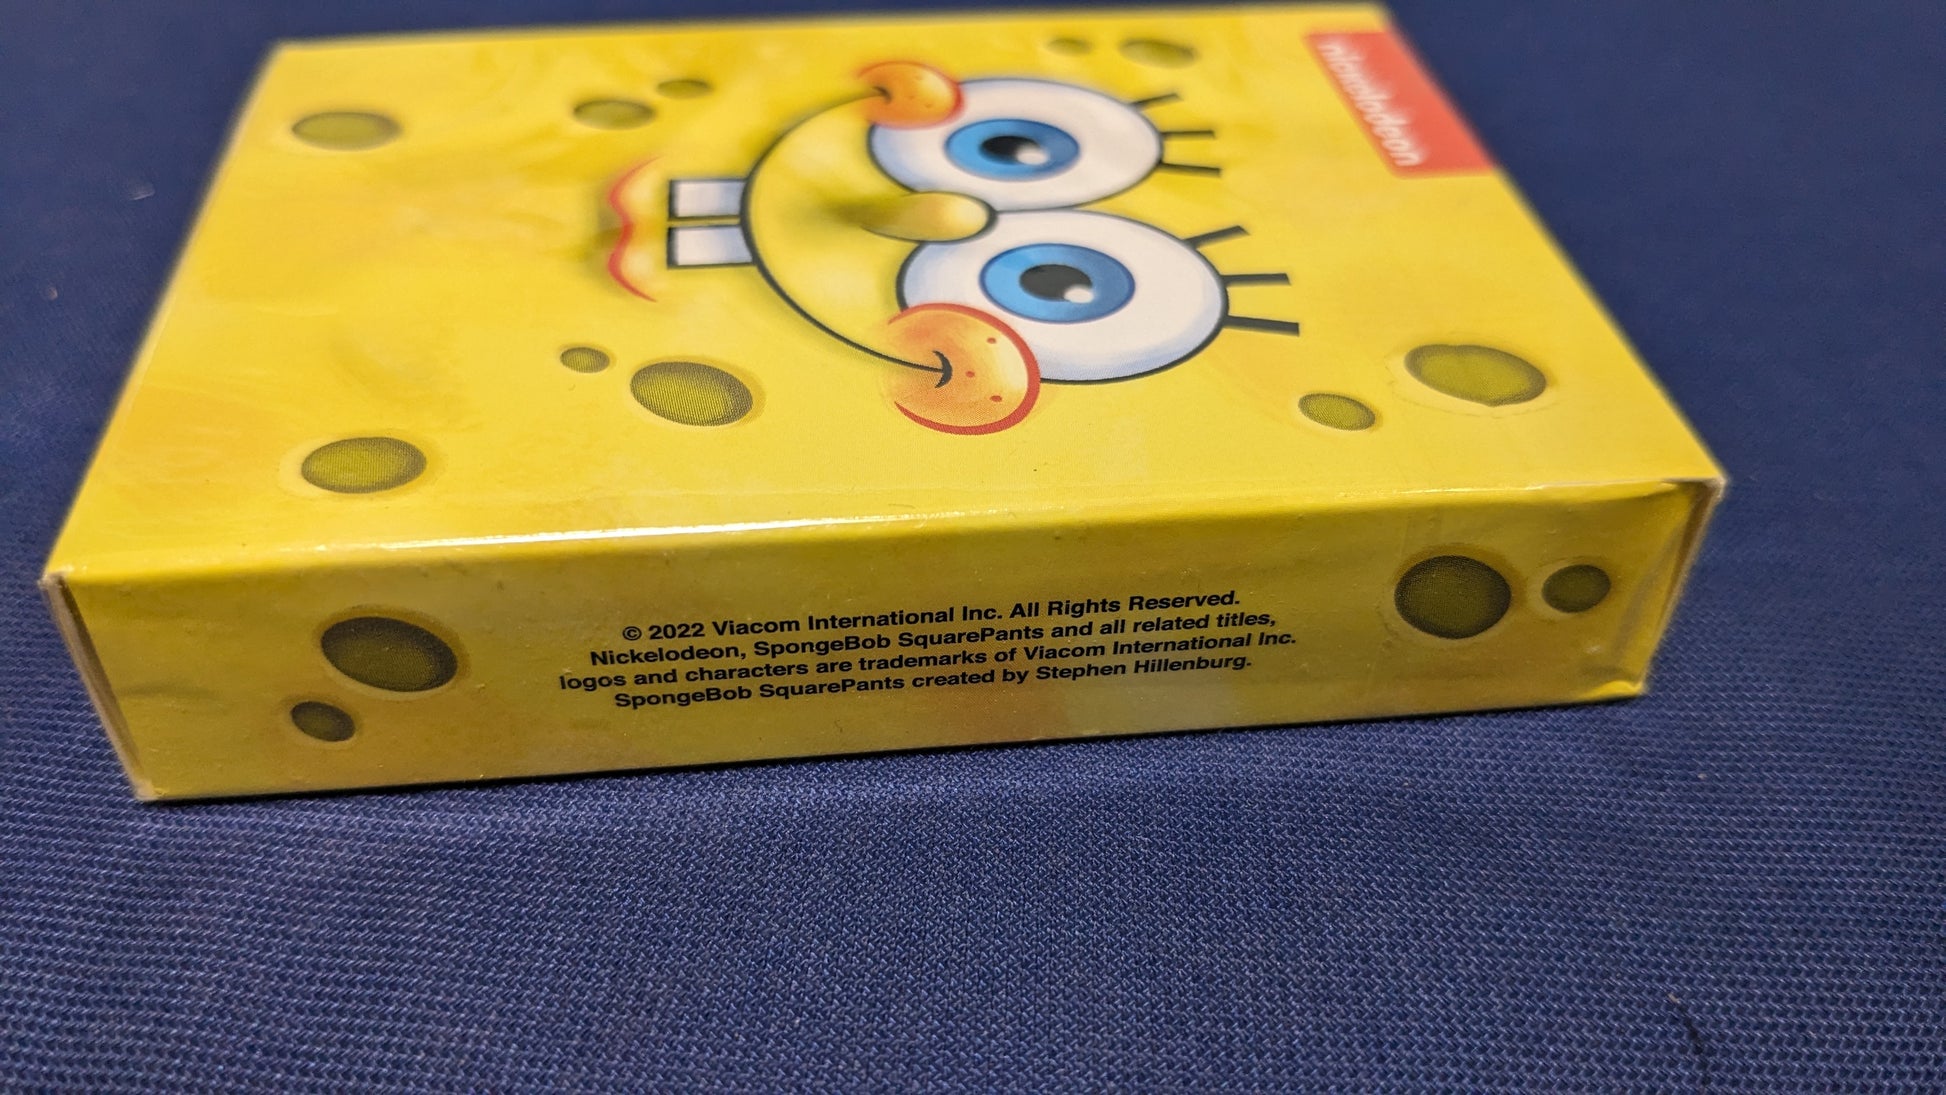 nickelodeon
© 2022 Viacom International Inc. All Rights Reserved.
Nickelodeon, SpongeBob SquarePants and all related titles,
logos and characters are trademarks of Viacom International Inc.
SpongeBob SquarePants created by Stephen Hillenburg.